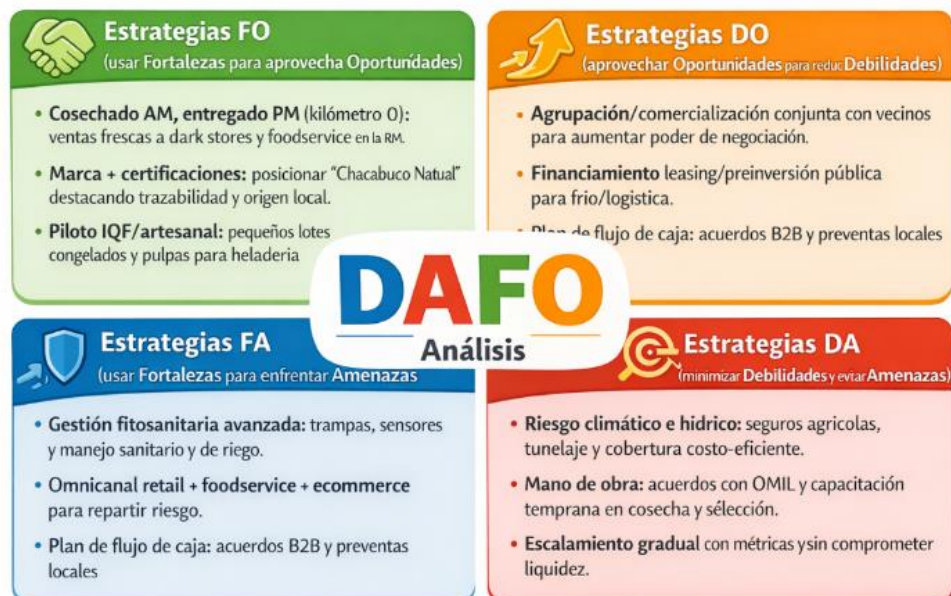 Estrategias FO
(usar Fortalezas para aprovecha Oportunidades)
• Cosechado AM, entregado PM (kilómetro 0):
ventas frescas a dark stores y foodservice en la RM.
• Marca + certificaciones: posicionar "Chacabuco Natual"
destacando trazabilidad y origen local.
• Piloto IQF/artesanal: pequeños lotes
congelados y pulpas para heladeria
Estrategias DO
(aprovechar Oportunidades para reduc Debilidades)
• Agrupación/comercialización conjunta con vecinos
para aumentar poder de negociación.
• Financiamiento leasing/preinversión pública
para frio/logistica.
• Plan de flujo de caja: acuerdos B2B y preventas locales
DAFO
Análisis
Estrategias FA
(usar Fortalezas para enfrentar Amenazas
• Gestión fitosanitaria avanzada: trampas, sensores
y manejo sanitario y de riego.
• Omnicanal retail + foodservice + ecommerce
para repartir riesgo.
• Plan de flujo de caja: acuerdos B2B y preventas
locales
Estrategias DA
(minimizar Debilidades y eviar Amenazas)
• Riesgo climático e hidrico: seguros agricolas,
tunelaje y cobertura costo-eficiente.
• Mano de obra: acuerdos con OMIL y capacitación
temprana en cosecha y sélección.
• Escalamiento gradual con métricas ysin comprometer
liquidez.